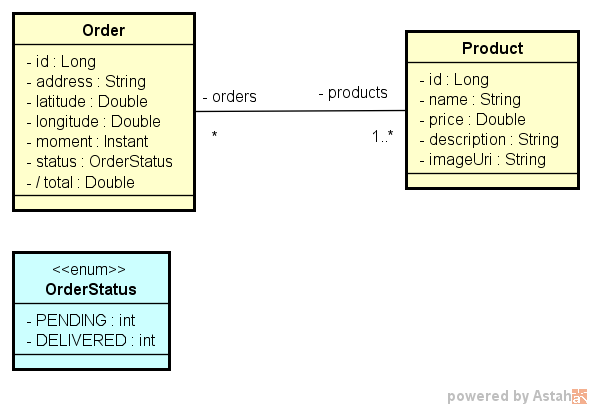 Order
- id : Long
- address : String
- latitude : Double
- longitude : Double
- moment : Instant
- status : OrderStatus
- / total : Double
- orders
*
- products
1..*
Product
- id : Long
- name : String
- price : Double
- description : String
- imageUri : String
<<enum>>
OrderStatus
- PENDING : int
- DELIVERED : int
powered by Astah